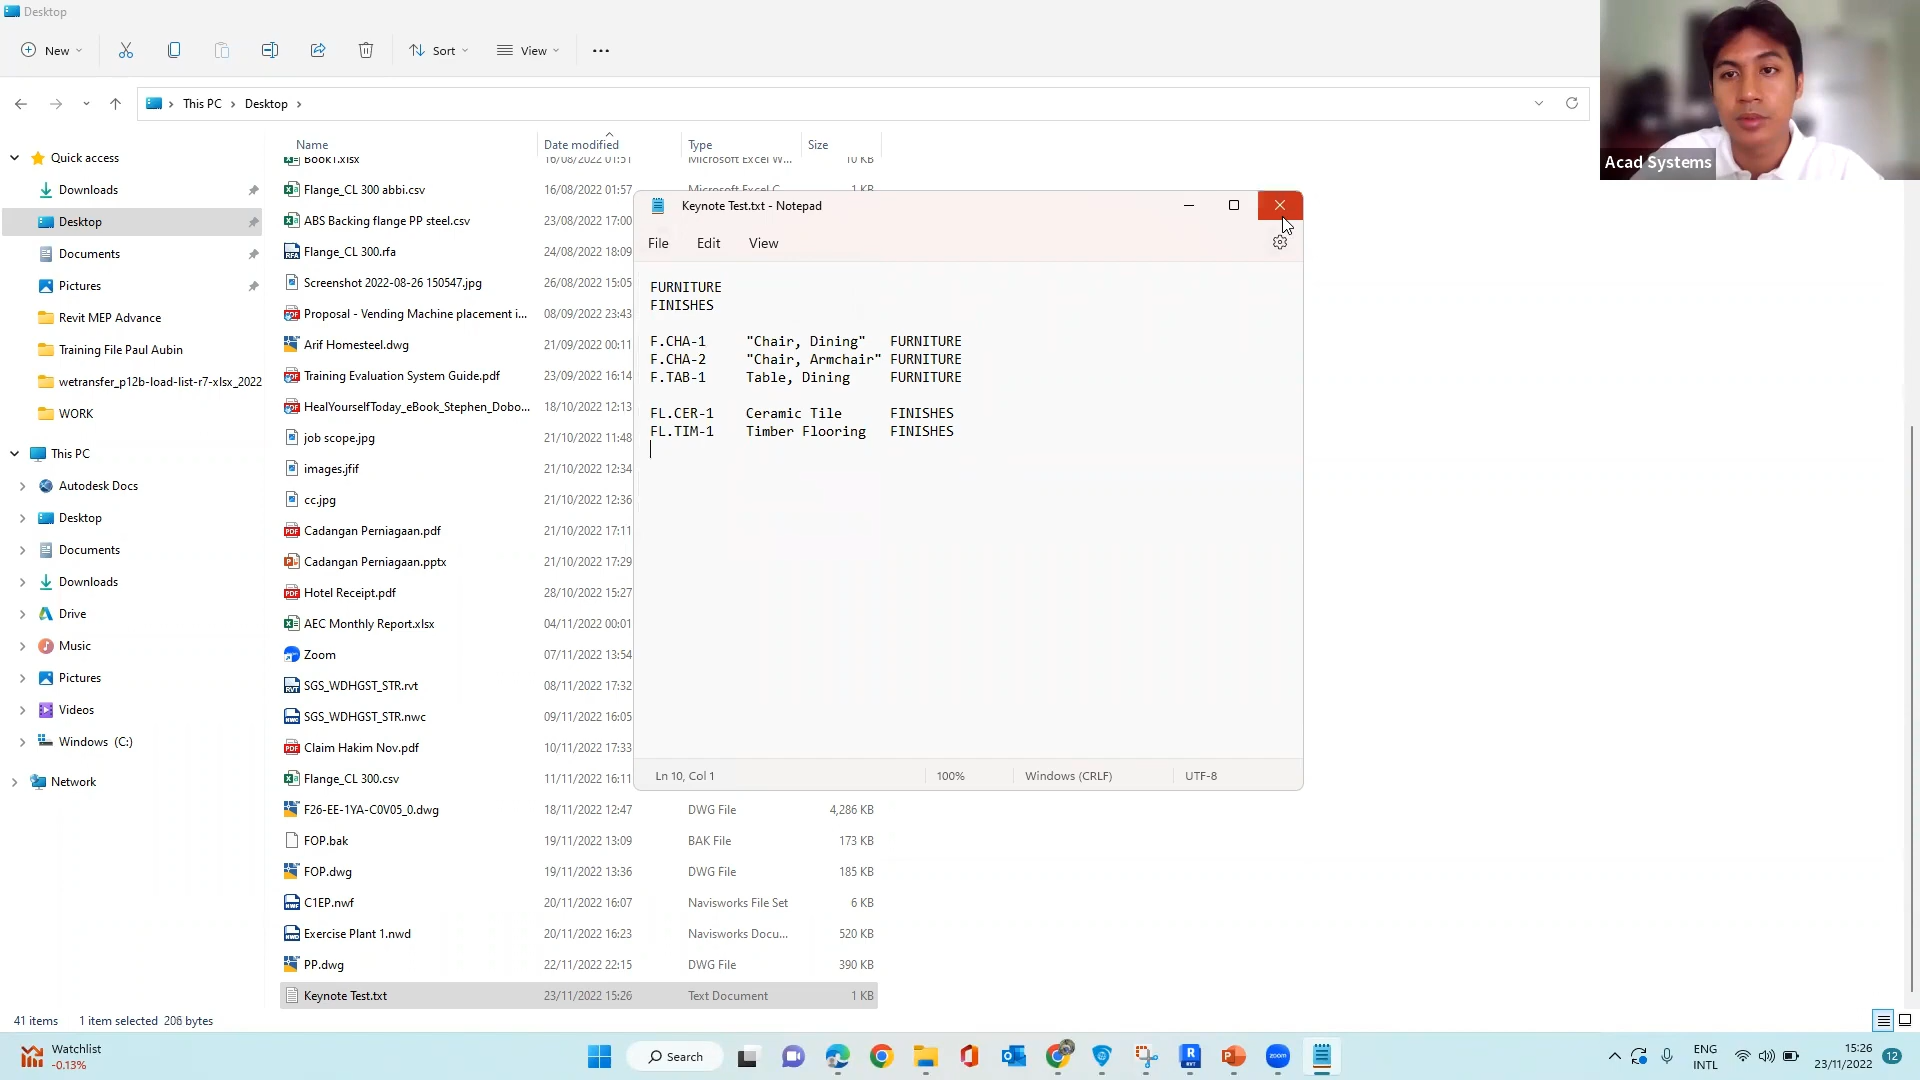 Desktop
New
Sort
View
This PC
Desktop
Acad Systems
Name
Date modified
Type
Size
Quick access
Downloads
Desktop
Documents
Pictures
Revit MEP Advance
Training File Paul Aubin
wetransfer_p12b-load-list-r7-xlsx_2022
WORK
This PC
Autodesk Docs
Desktop
Documents
Downloads
Drive
Music
Pictures
Videos
Windows (C:)
Network
Book1.xlsx 16/08/2022 01:51 Microsoft Excel W... 10 KB
Flange_CL 300 abbi.csv 16/08/2022 01:57 Microsoft Excel C... 1 KB
ABS Backing flange PP steel.csv 23/08/2022 17:00
Flange_CL 300.rfa 24/08/2022 18:09
Screenshot 2022-08-26 150547.jpg 26/08/2022 15:05
Proposal - Vending Machine placement i... 08/09/2022 23:43
Arif Homesteel.dwg 21/09/2022 00:11
Training Evaluation System Guide.pdf 23/09/2022 16:14
HealYourselfToday_eBook_Stephen_Dobo... 18/10/2022 12:13
job scope.jpg 21/10/2022 11:48
images.jfif 21/10/2022 12:34
cc.jpg 21/10/2022 12:36
Cadangan Perniagaan.pdf 21/10/2022 17:11
Cadangan Perniagaan.pptx 21/10/2022 17:29
Hotel Receipt.pdf 28/10/2022 15:27
AEC Monthly Report.xlsx 04/11/2022 00:01
Zoom 07/11/2022 13:54
SGS_WDHGST_STR.rvt 08/11/2022 17:32
SGS_WDHGST_STR.nwc 09/11/2022 16:05
Claim Hakim Nov.pdf 10/11/2022 17:33
Flange_CL 300.csv 11/11/2022 16:11
F26-EE-1YA-C0V05_0.dwg 18/11/2022 12:47 DWG File 4,286 KB
FOP.bak 19/11/2022 13:09 BAK File 173 KB
FOP.dwg 19/11/2022 13:36 DWG File 185 KB
C1EP.nwf 20/11/2022 16:07 Navisworks File Set 6 KB
Exercise Plant 1.nwd 20/11/2022 16:23 Navisworks Docu... 520 KB
PP.dwg 22/11/2022 22:15 DWG File 390 KB
Keynote Test.txt 23/11/2022 15:26 Text Document 1 KB
Keynote Test.txt - Notepad
File Edit View
FURNITURE
FINISHES
F.CHA-1 "Chair, Dining" FURNITURE
F.CHA-2 "Chair, Armchair" FURNITURE
F.TAB-1 Table, Dining FURNITURE
FL.CER-1 Ceramic Tile FINISHES
FL.TIM-1 Timber Flooring FINISHES
Ln 10, Col 1 100% Windows (CRLF) UTF-8
41 items 1 item selected 206 bytes
Watchlist
-0.13%
Search
zoom
ENG
INTL
15:26
23/11/2022
12